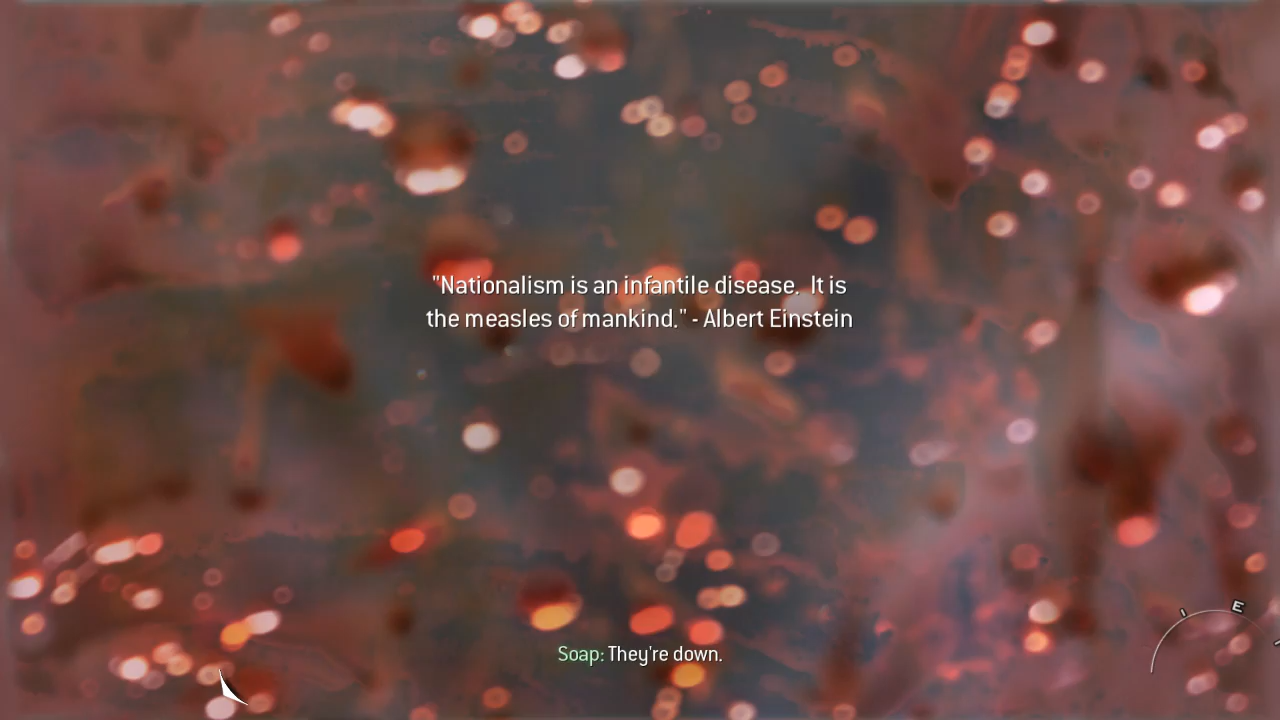 "Nationalism is an infantile disease.  It is
the measles of mankind." - Albert Einstein
E
Soap: They're down.